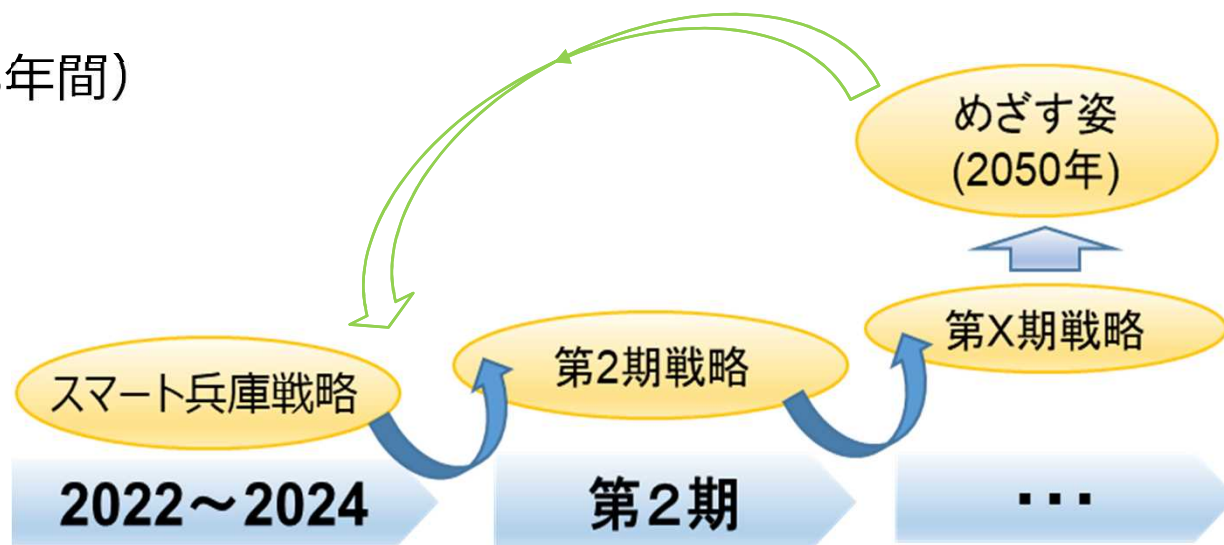 年間）
めざす姿
(2050年)
第X期戦略
第2期戦略
スマート兵庫戦略
2022～2024
第２期
･･･